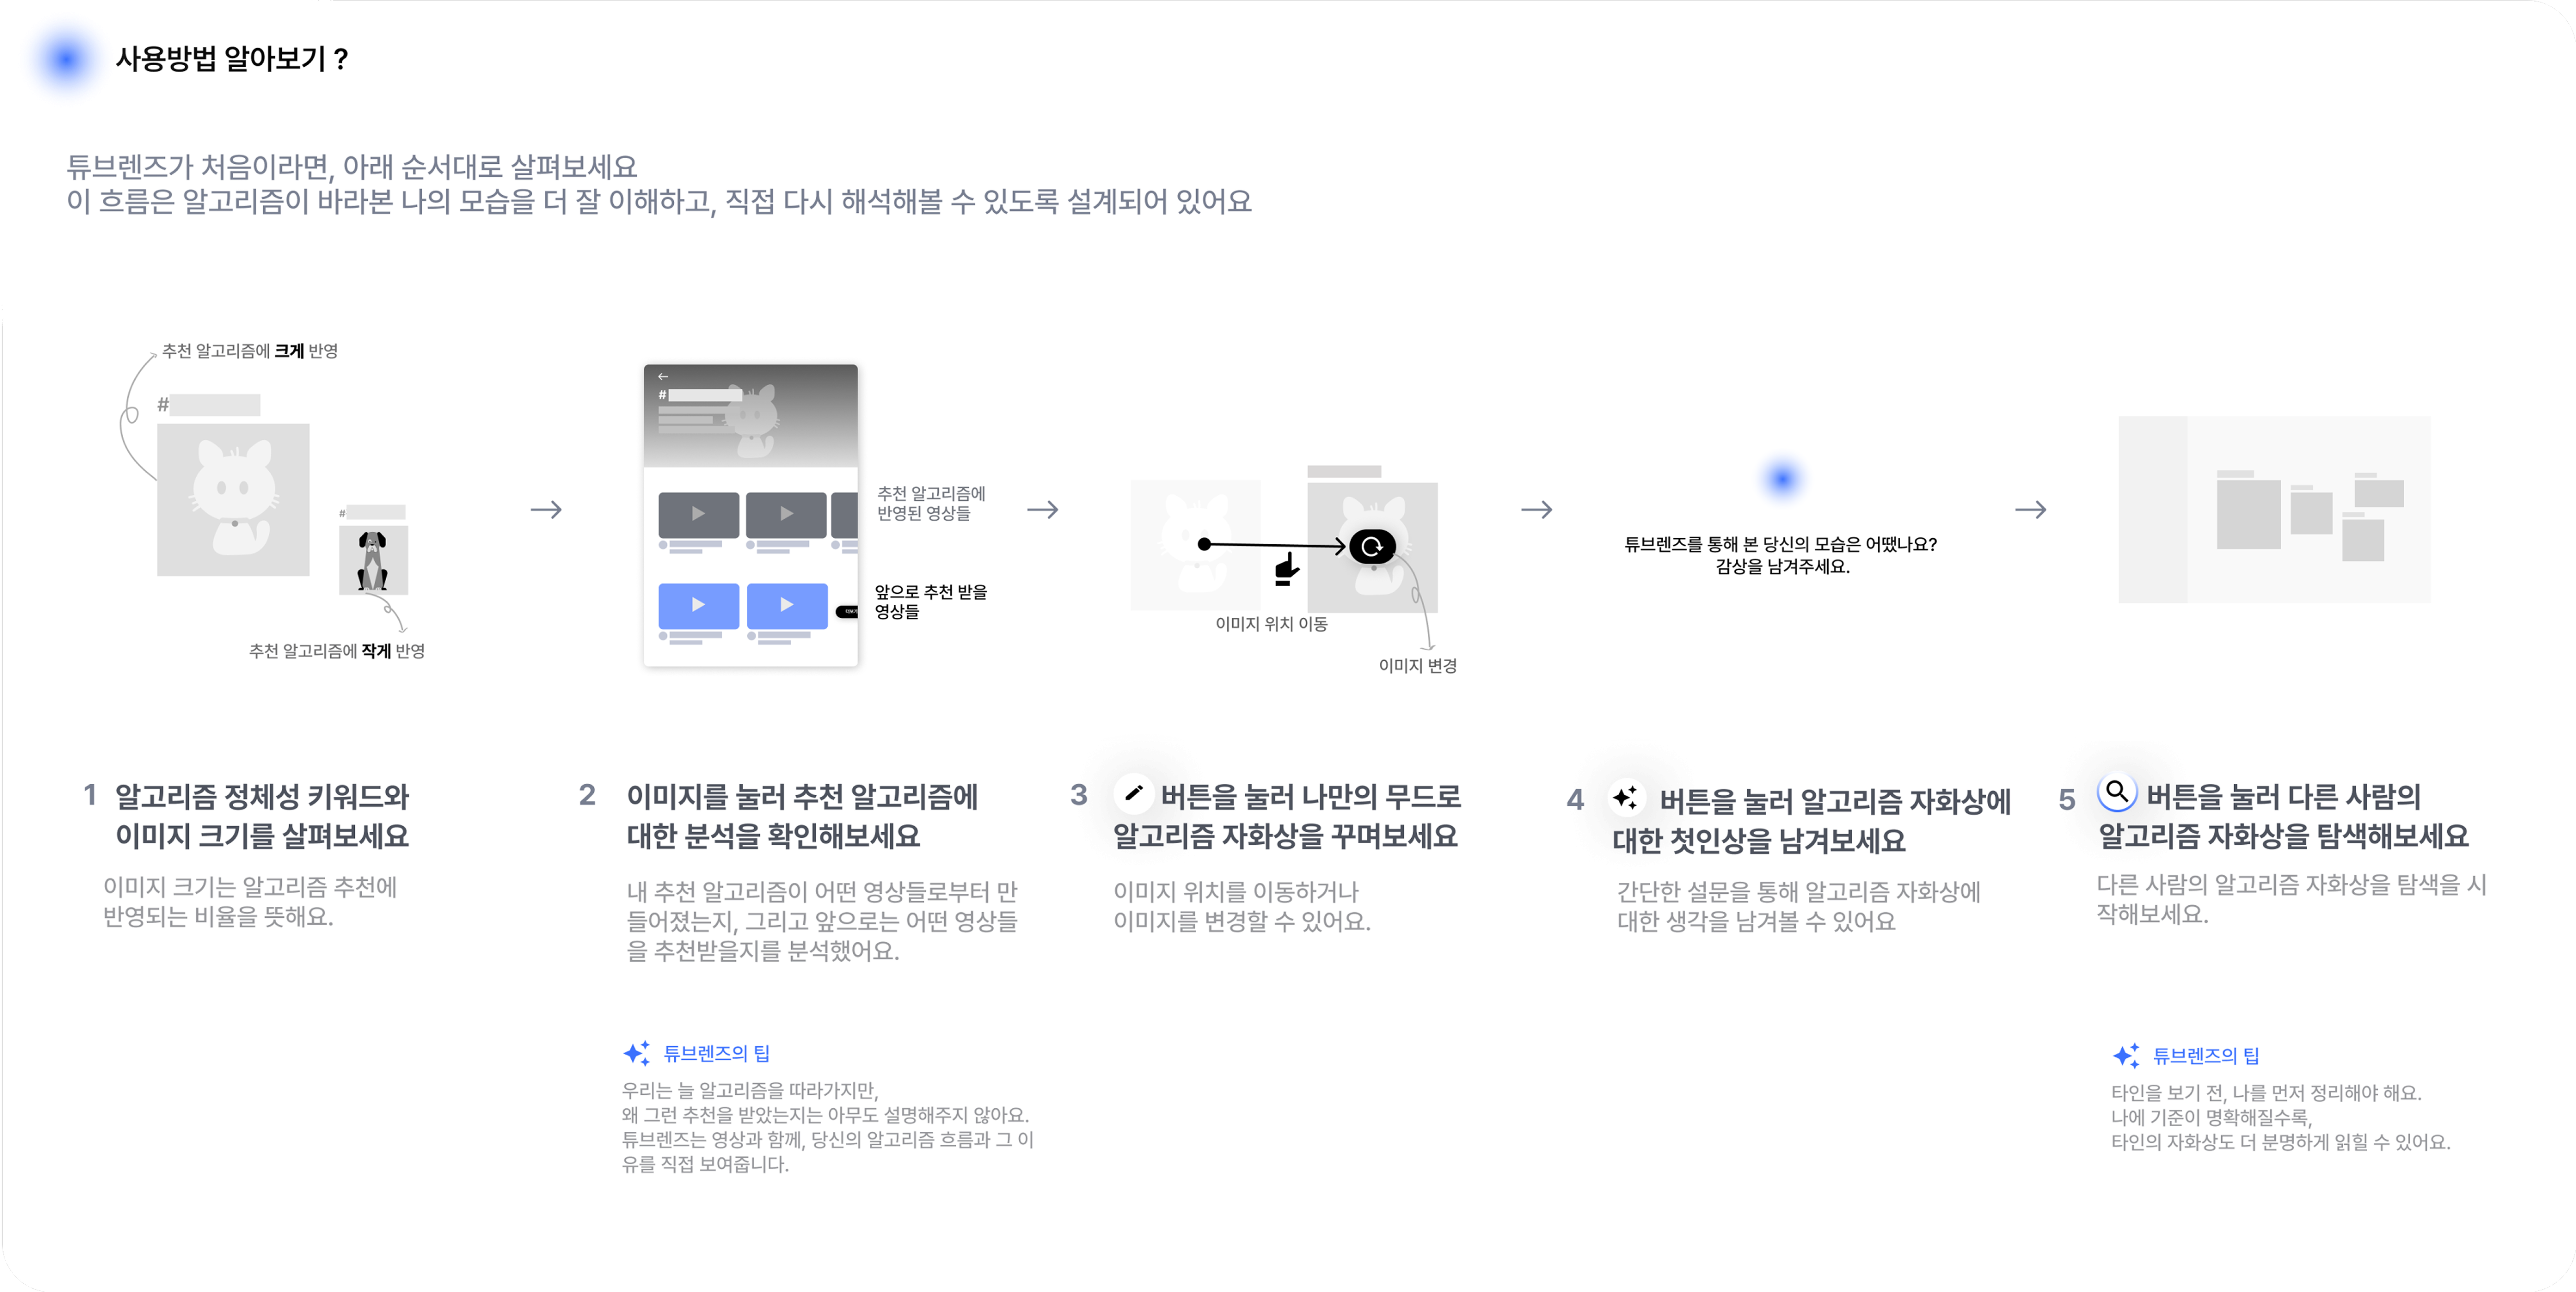 사용방법 알아보기 ?
튜브렌즈가 처음이라면, 아래 순서대로 살펴보세요
이 흐름은 알고리즘이 바라본 나의 모습을 더 잘 이해하고, 직접 다시 해석해볼 수 있도록 설계되어 있어요
추천 알고리즘에 크게 반영
#
#
추천 알고리즘에 작게 반영
#
추천 알고리즘에
반영된 영상들
앞으로 추천 받을
영상들
더보기
이미지 위치 이동
이미지 변경
튜브렌즈를 통해 본 당신의 모습은 어땠나요?
감상을 남겨주세요.
1 알고리즘 정체성 키워드와
이미지 크기를 살펴보세요
이미지 크기는 알고리즘 추천에
반영되는 비율을 뜻해요.
2 이미지를 눌러 추천 알고리즘에
대한 분석을 확인해보세요
내 추천 알고리즘이 어떤 영상들로부터 만
들어졌는지, 그리고 앞으로는 어떤 영상들
을 추천받을지를 분석했어요.
튜브렌즈의 팁
우리는 늘 알고리즘을 따라가지만,
왜 그런 추천을 받았는지는 아무도 설명해주지 않아요.
튜브렌즈는 영상과 함께, 당신의 알고리즘 흐름과 그 이
유를 직접 보여줍니다.
3 버튼을 눌러 나만의 무드로
알고리즘 자화상을 꾸며보세요
이미지 위치를 이동하거나
이미지를 변경할 수 있어요.
4 버튼을 눌러 알고리즘 자화상에
대한 첫인상을 남겨보세요
간단한 설문을 통해 알고리즘 자화상에
대한 생각을 남겨볼 수 있어요
5 버튼을 눌러 다른 사람의
알고리즘 자화상을 탐색해보세요
다른 사람의 알고리즘 자화상을 탐색을 시
작해보세요.
튜브렌즈의 팁
타인을 보기 전, 나를 먼저 정리해야 해요.
나에 기준이 명확해질수록,
타인의 자화상도 더 분명하게 읽힐 수 있어요.